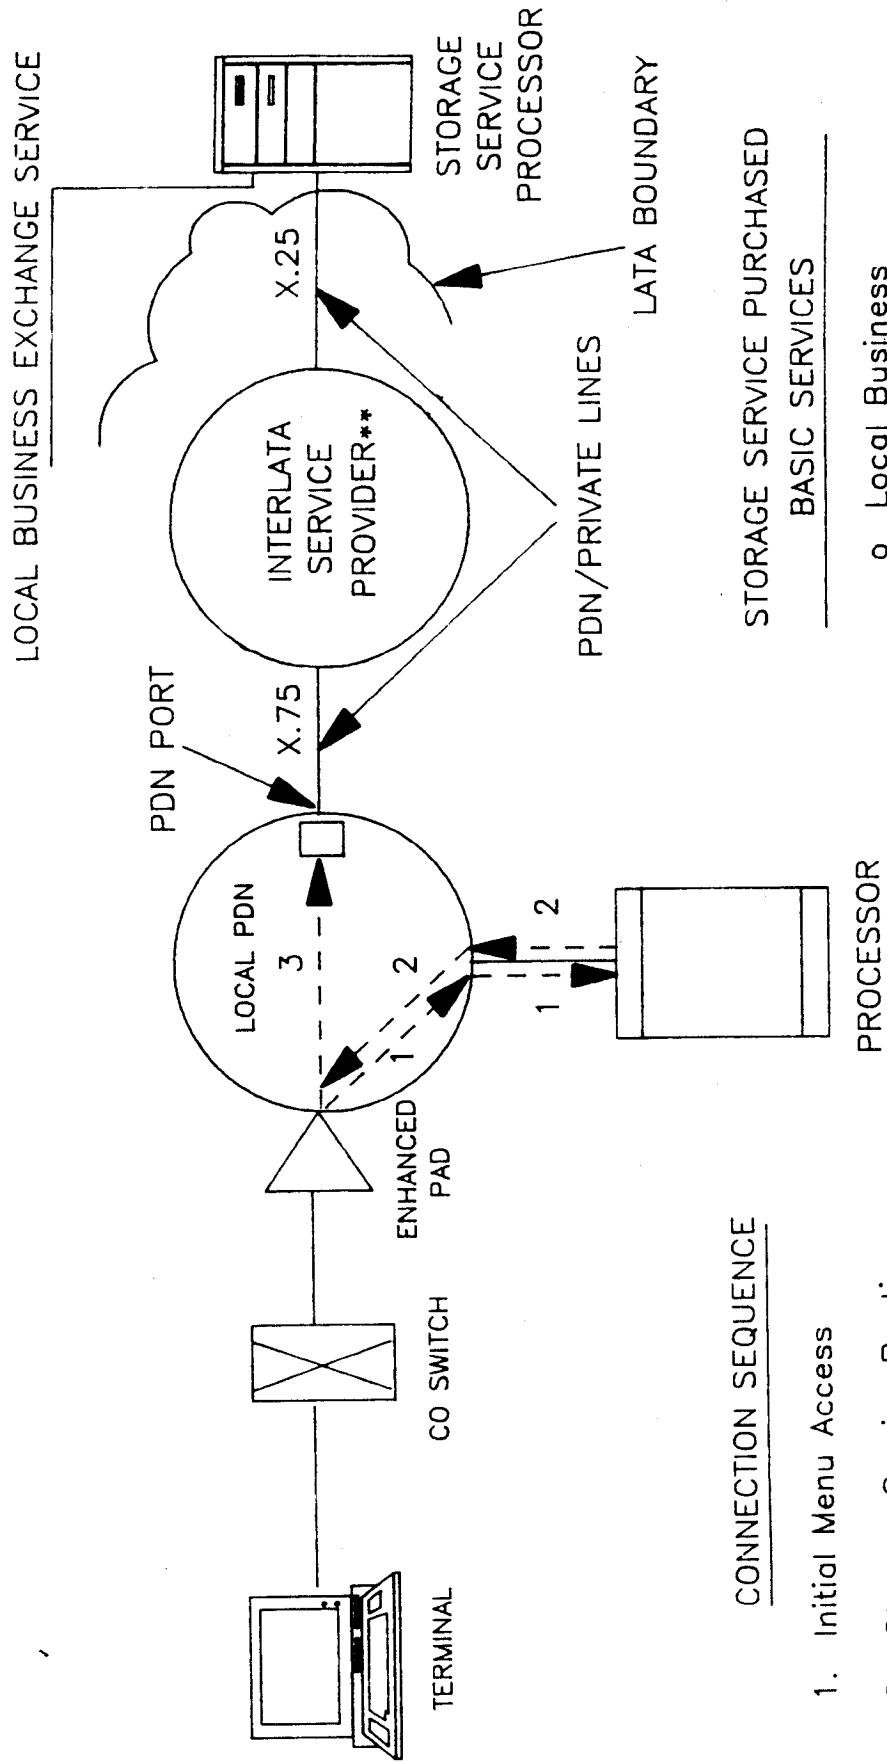 LOCAL BUSINESS EXCHANGE SERVICE
STORAGE
SERVICE
PROCESSOR
X.25
LATA BOUNDARY
INTERLATA
SERVICE
PROVIDER**
PDN/PRIVATE LINES
X.75
PDN PORT
LOCAL PDN
3
2
1
2
1
PROCESSOR
ENHANCED
PAD
CO SWITCH
TERMINAL
CONNECTION SEQUENCE
1. Initial Menu Access
STORAGE SERVICE PURCHASED
BASIC SERVICES
o Local Business